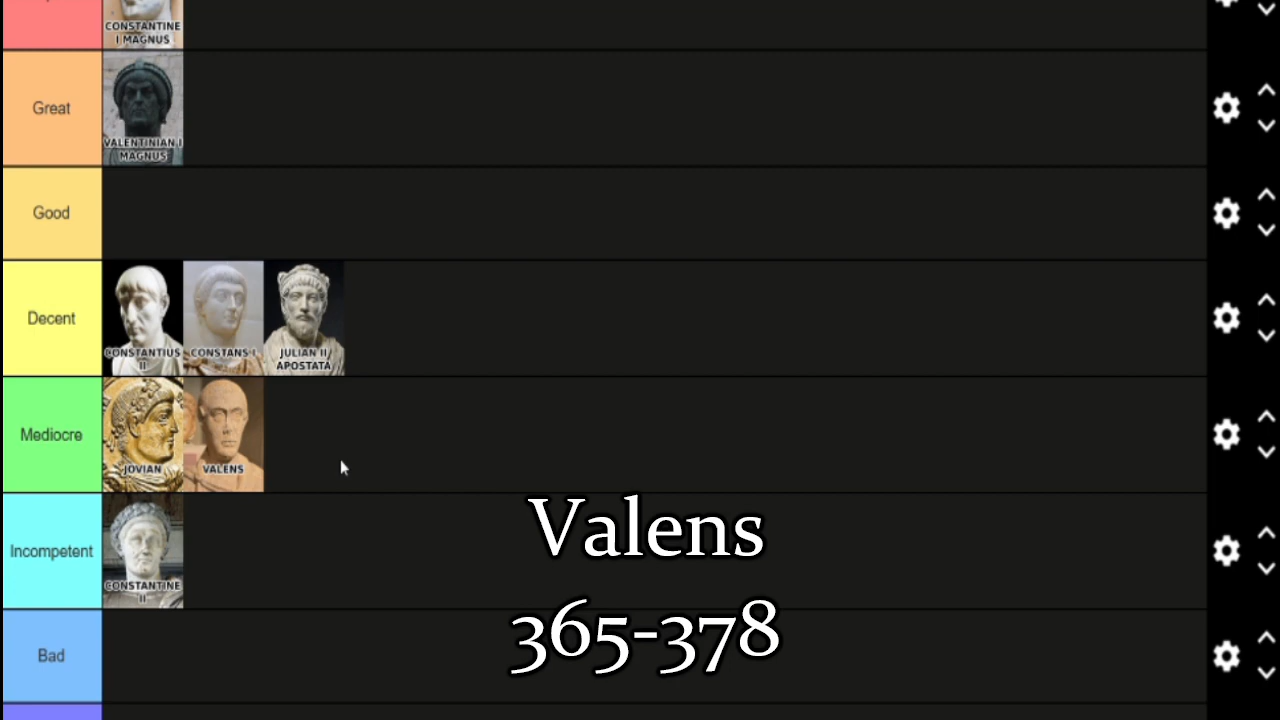 CONSTANTINE
I MAGNUS
Great
VALENTINIAN I
MAGNUS
Good
Decent
CONSTANTIUS
II
CONSTANS I
JULIAN II
APOSTATA
Mediocre
JOVIAN
VALENS
Incompetent
CONSTANTINE
II
Valens
365-378
Bad